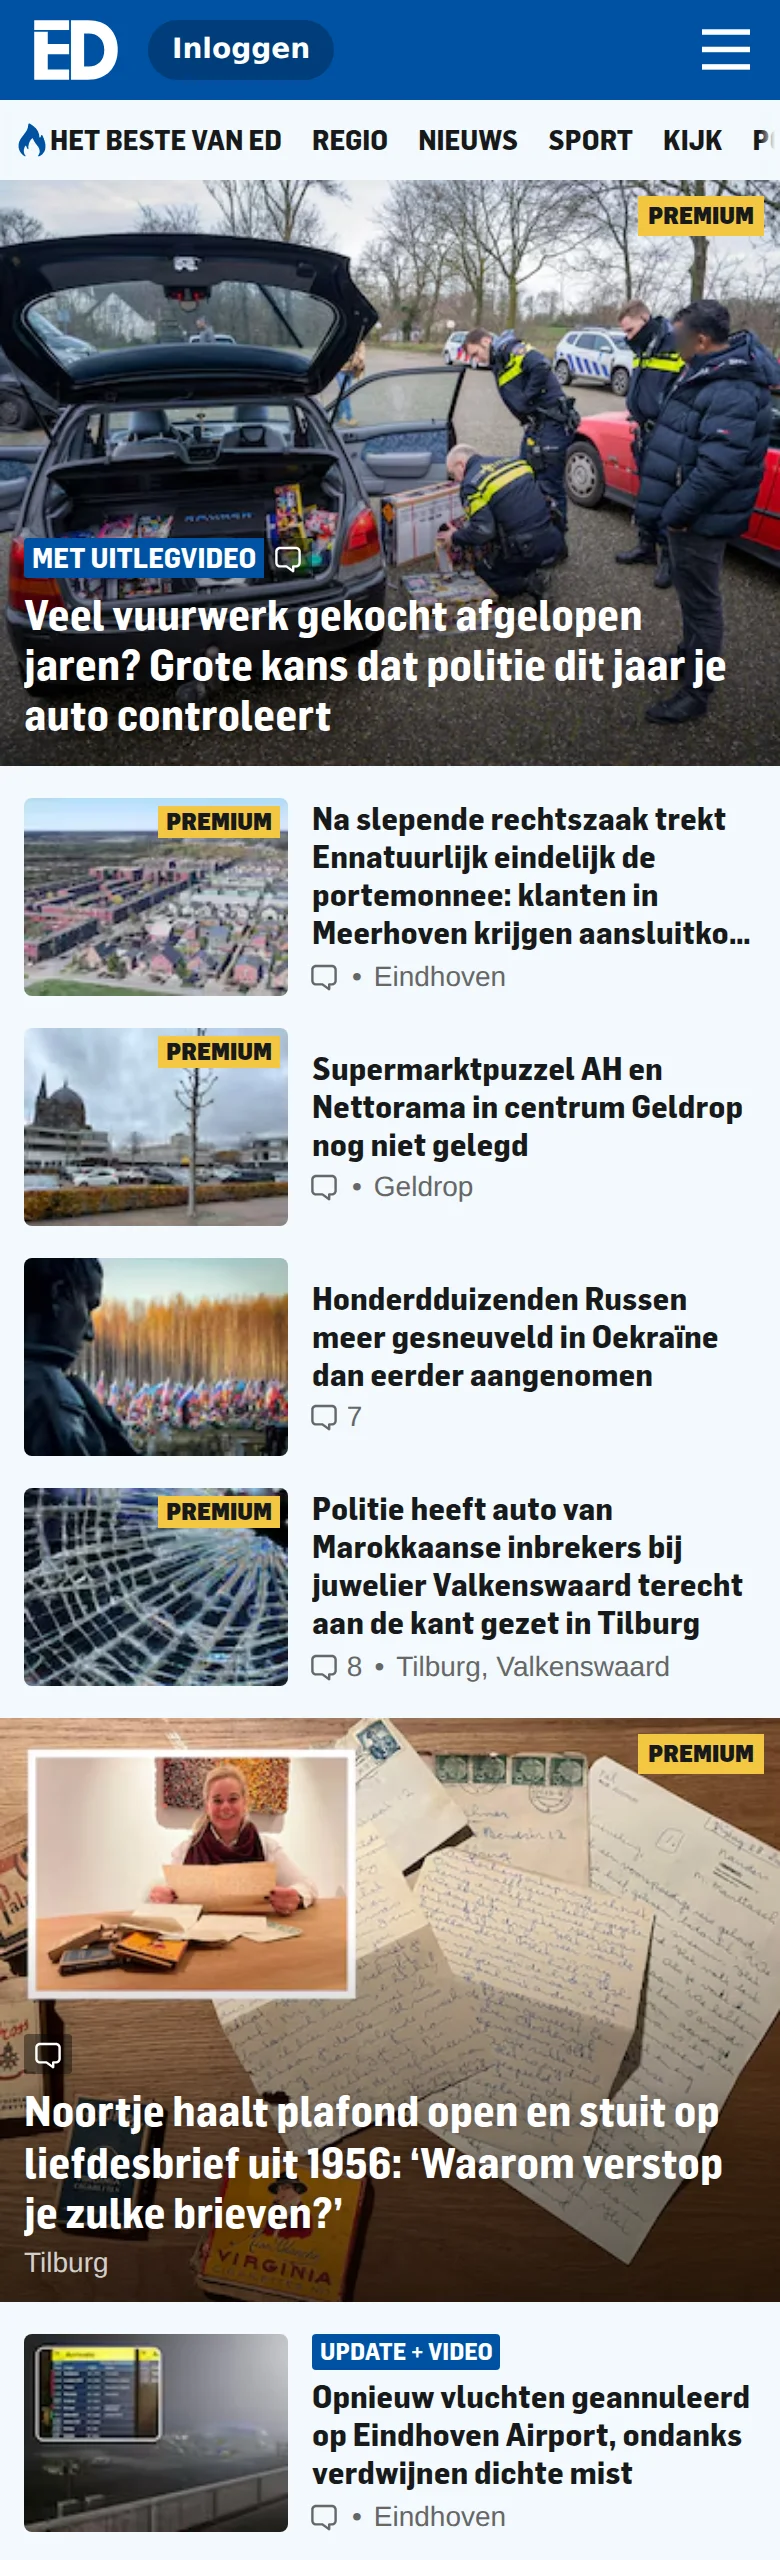 ED
Inloggen
HET BESTE VAN ED REGIO NIEUWS SPORT KIJK
PREMIUM
MET UITLEGVIDEO
Veel vuurwerk gekocht afgelopen
jaren? Grote kans dat politie dit jaar je
auto controleert
PREMIUM
Na slepende rechtszaak trekt
Ennatuurlijk eindelijk de
portemonnee: klanten in
Meerhoven krijgen aansluitko...
• Eindhoven
PREMIUM
Supermarktpuzzel AH en
Nettorama in centrum Geldrop
nog niet gelegd
• Geldrop
Honderdduizenden Russen
meer gesneuveld in Oekraïne
dan eerder aangenomen
7
PREMIUM
Politie heeft auto van
Marokkaanse inbrekers bij
juwelier Valkenswaard terecht
aan de kant gezet in Tilburg
8 • Tilburg, Valkenswaard
PREMIUM
Noortje haalt plafond open en stuit op
liefdesbrief uit 1956: ‘Waarom verstop
je zulke brieven?’
Tilburg
VIRGINIA
UPDATE + VIDEO
Opnieuw vluchten geannuleerd
op Eindhoven Airport, ondanks
verdwijnen dichte mist
• Eindhoven